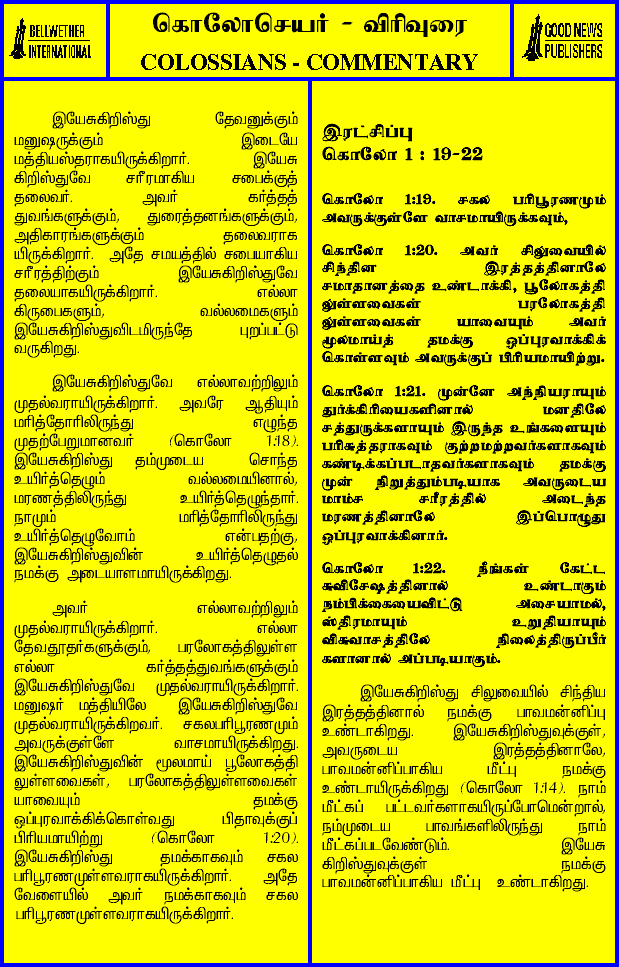 BELLWETHER
INTERNATIONAL
கொலோசெயர் - விரிவுரை
COLOSSIANS - COMMENTARY
GOOD NEWS
PUBLISHERS
இயேசுகிறிஸ்து தேவனுக்கும்
மனுஷருக்கும் இடையே
மத்தியஸ்தராகயிருக்கிறார். இயேசு
கிறிஸ்துவே சரீரமாகிய சபைக்குத்
தலைவர். அவர் கர்த்தத்
துவங்களுக்கும், துரைத்தனங்களுக்கும்,
அதிகாரங்களுக்கும் தலைவராக
யிருக்கிறார். அதே சமயத்தில் சபையாகிய
சரீரத்திற்கும் இயேசுகிறிஸ்துவே
தலையாகயிருக்கிறார். எல்லா
கிருபைகளும், வல்லமைகளும்
இயேசுகிறிஸ்துவிடமிருந்தே புறப்பட்டு
வருகிறது.
இயேசுகிறிஸ்துவே எல்லாவற்றிலும்
முதல்வராயிருக்கிறார். அவரே ஆதியும்
மரித்தோரிலிருந்து எழுந்த
முதற்பேறுமானவர் (கொலோ 1:18).
இயேசுகிறிஸ்து தம்முடைய சொந்த
உயிர்த்தெழும் வல்லமையினால்,
மரணத்திலிருந்து உயிர்த்தெழுந்தார்.
நாமும் மரித்தோரிலிருந்து
உயிர்த்தெழுவோம் என்பதற்கு,
இயேசுகிறிஸ்துவின் உயிர்த்தெழுதல்
நமக்கு அடையாளமாயிருக்கிறது.
அவர் எல்லாவற்றிலும்
முதல்வராயிருக்கிறார். எல்லா
தேவதூதர்களுக்கும், பரலோகத்திலுள்ள
எல்லா கர்த்தத்துவங்களுக்கும்
இயேசுகிறிஸ்துவே முதல்வராயிருக்கிறார்.
மனுஷர் மத்தியிலே இயேசுகிறிஸ்துவே
முதல்வராயிருக்கிறவர். சகலபரிபூரணமும்
அவருக்குள்ளே வாசமாயிருக்கிறது.
இயேசுகிறிஸ்துவின் மூலமாய் பூலோகத்தி
லுள்ளவைகள், பரலோகத்திலுள்ளவைகள்
யாவையும் தமக்கு
ஒப்புரவாக்கிக்கொள்வது பிதாவுக்குப்
பிரியமாயிற்று (கொலோ 1:20).
இயேசுகிறிஸ்து தமக்காகவும் சகல
பரிபூரணமுள்ளவராகயிருக்கிறார். அதே
வேளையில் அவர் நமக்காகவும் சகல
பரிபூரணமுள்ளவராகயிருக்கிறார்.
இரட்சிப்பு
கொலோ 1 : 19-22
கொலோ 1:19. சகல பரிபூரணமும்
அவருக்குள்ளே வாசமாயிருக்கவும்,
கொலோ 1:20. அவர் சிலுவையில்
சிந்தின இரத்தத்தினாலே
சமாதானத்தை உண்டாக்கி, பூலோகத்தி
லுள்ளவைகள் பரலோகத்தி
லுள்ளவைகள் யாவையும் அவர்
மூலமாய்த் தமக்கு ஒப்புரவாக்கிக்
கொள்ளவும் அவருக்குப் பிரியமாயிற்று.
கொலோ 1:21. முன்னே அந்நியராயும்
துர்க்கிரியைகளினால் மனதிலே
சத்துருக்களாயும் இருந்த உங்களையும்
பரிசுத்தராகவும் குற்றமற்றவர்களாகவும்
கண்டிக்கப்படாதவர்களாகவும் தமக்கு
முன் நிறுத்தும்படியாக அவருடைய
மாம்ச சரீரத்தில் அடைந்த
மரணத்தினாலே இப்பொழுது
ஒப்புரவாக்கினார்.
கொலோ 1:22. நீங்கள் கேட்ட
சுவிசேஷத்தினால் உண்டாகும்
நம்பிக்கையைவிட்டு அசையாமல்,
ஸ்திரமாயும் உறுதியாயும்
விசுவாசத்திலே நிலைத்திருப்பீர்
களானால் அப்படியாகும்.
இயேசுகிறிஸ்து சிலுவையில் சிந்திய
இரத்தத்தினால் நமக்கு பாவமன்னிப்பு
உண்டாகிறது. இயேசுகிறிஸ்துவுக்குள்,
அவருடைய இரத்தத்தினாலே,
பாவமன்னிப்பாகிய மீட்பு நமக்கு
உண்டாயிருக்கிறது (கொலோ 1:14). நாம்
மீட்கப் பட்டவர்களாகயிருப்போமென்றால்,
நம்முடைய பாவங்களிலிருந்து நாம்
மீட்கப்படவேண்டும். இயேசு
கிறிஸ்துவுக்குள் நமக்கு
பாவமன்னிப்பாகிய மீட்பு உண்டாகிறது.